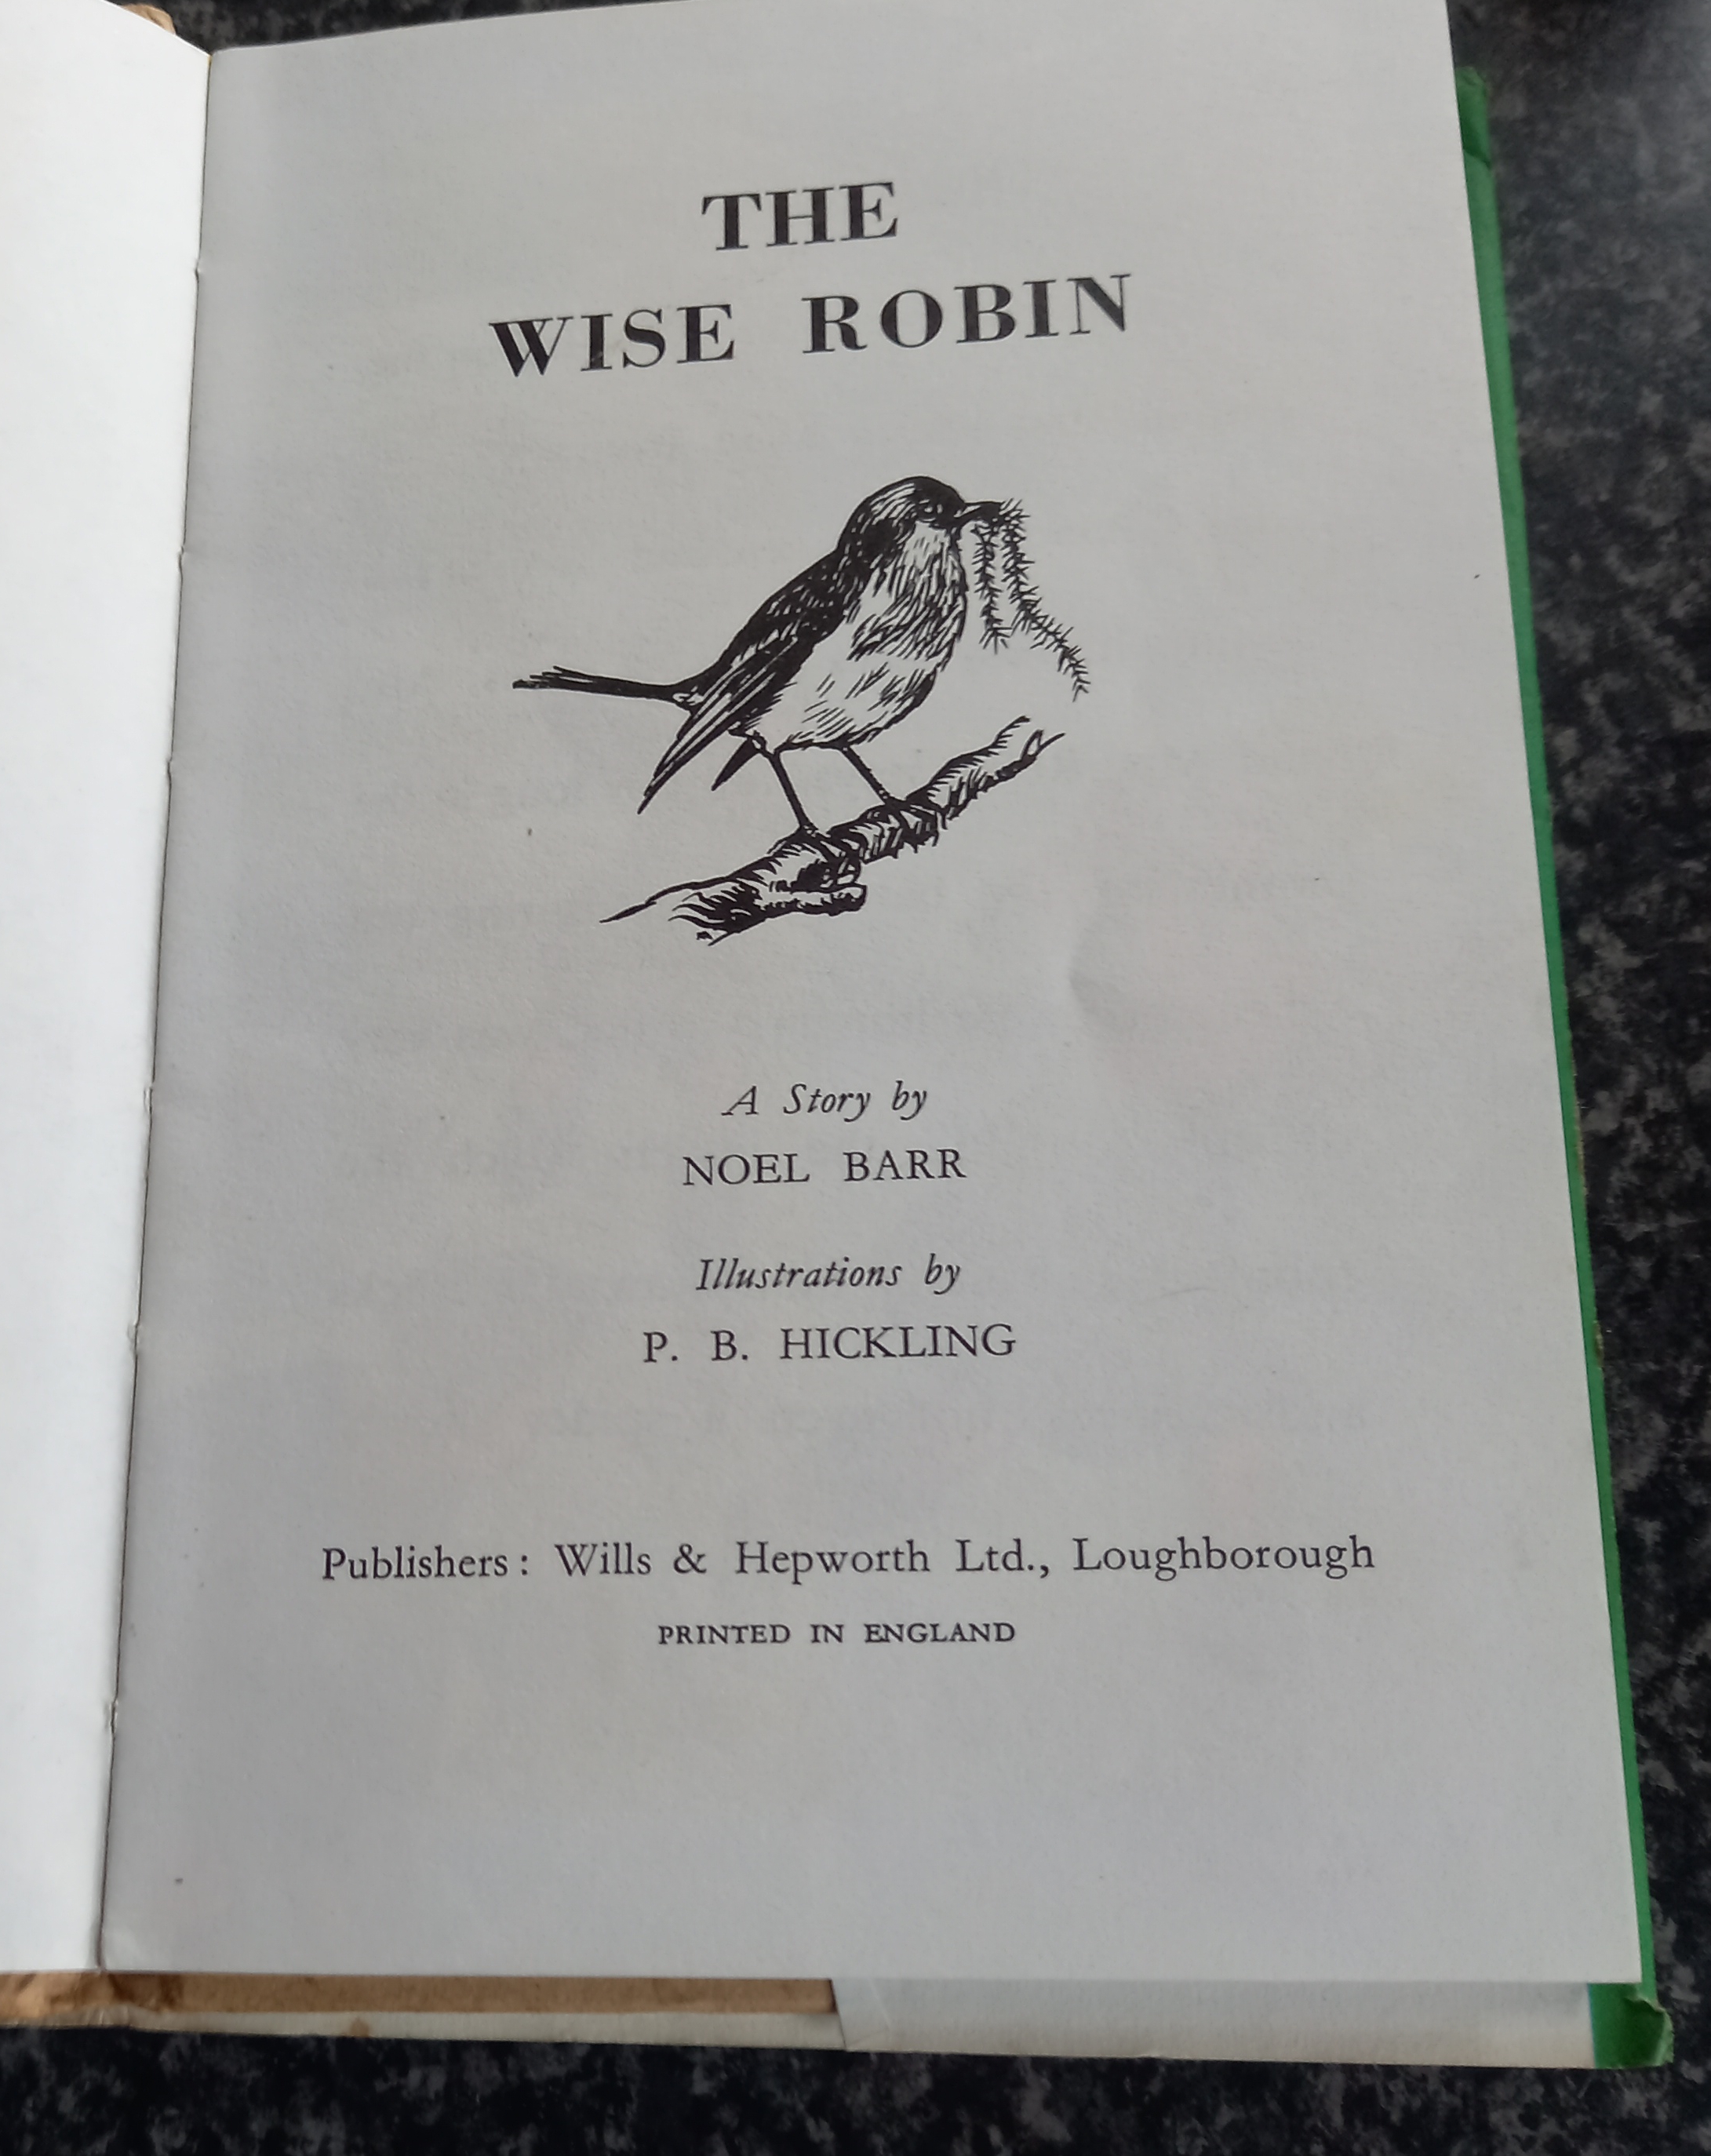 THE
WISE ROBIN
A Story by
NOEL BARR
Illustrations by
P. B. HICKLING
Publishers: Wills & Hepworth Ltd., Loughborough
PRINTED IN ENGLAND